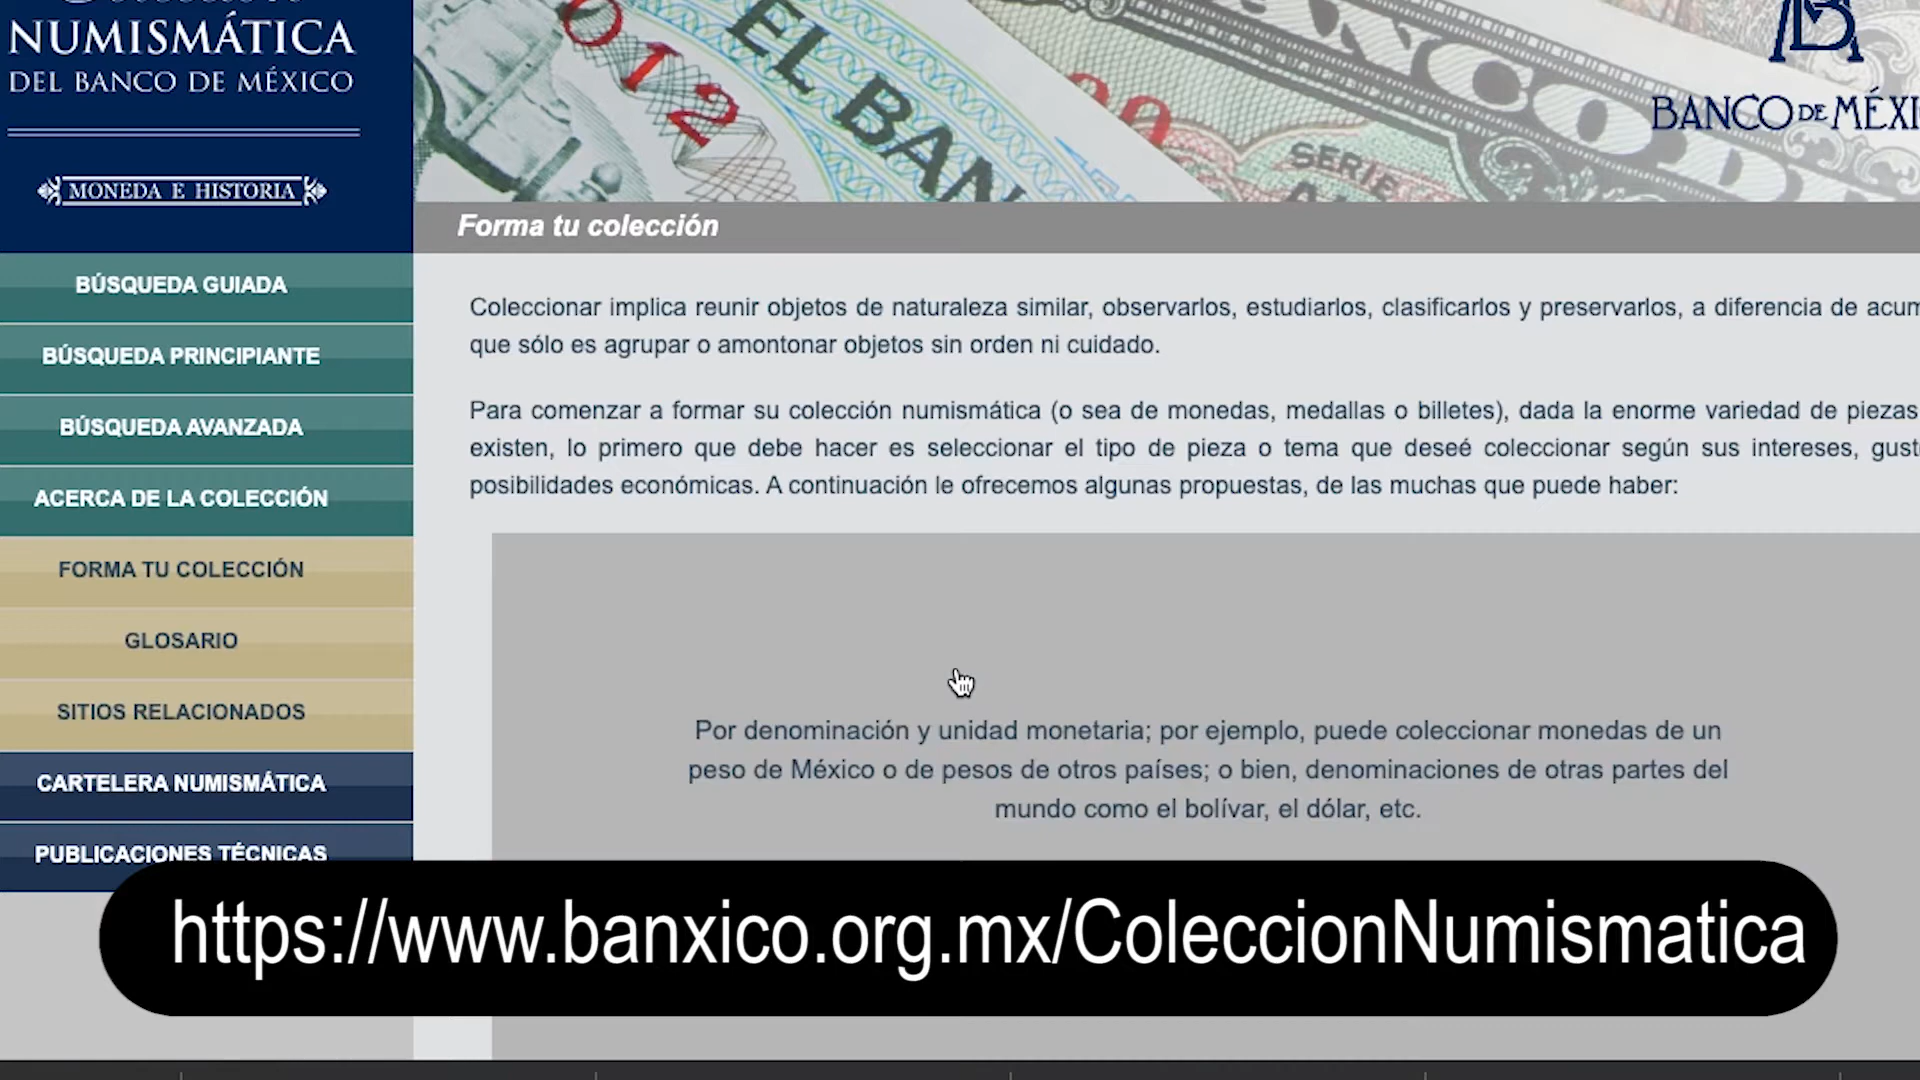 NUMISMÁTICA
DEL BANCO DE MÉXICO
MONEDA E HISTORIA
012
EL BAN
00
SERIE
BANCO DE MÉXI
Forma tu colección
BÚSQUEDA GUIADA
BÚSQUEDA PRINCIPIANTE
BÚSQUEDA AVANZADA
ACERCA DE LA COLECCIÓN
FORMA TU COLECCIÓN
GLOSARIO
SITIOS RELACIONADOS
CARTELERA NUMISMÁTICA
PUBLICACIONES TÉCNICAS
Coleccionar implica reunir objetos de naturaleza similar, observarlos, estudiarlos, clasificarlos y preservarlos, a diferencia de acum
que sólo es agrupar o amontonar objetos sin orden ni cuidado.
Para comenzar a formar su colección numismática (o sea de monedas, medallas o billetes), dada la enorme variedad de piezas
existen, lo primero que debe hacer es seleccionar el tipo de pieza o tema que deseé coleccionar según sus intereses, gust
posibilidades económicas. A continuación le ofrecemos algunas propuestas, de las muchas que puede haber:
Por denominación y unidad monetaria; por ejemplo, puede coleccionar monedas de un
peso de México o de pesos de otros países; o bien, denominaciones de otras partes del
mundo como el bolívar, el dólar, etc.
https://www.banxico.org.mx/ColeccionNumismatica